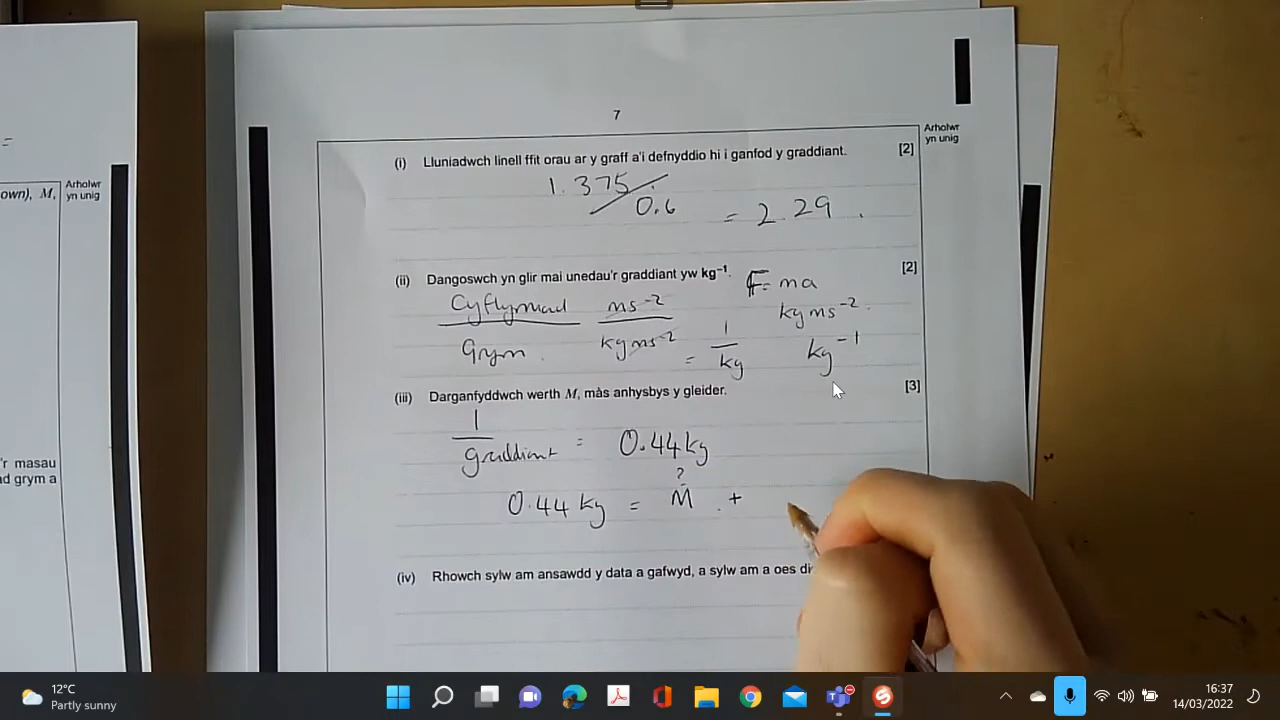 7
Arholwr
yn unig
(i) Lluniadwch linell ffit orau ar y graff a'i defnyddio hi i ganfod y graddiant. [2]
1.375/0.6 = 2.29.
(ii) Dangoswch yn glir mai unedau'r graddiant yw kg⁻¹. [2]
F = ma
Cyflymiad ms⁻² kgms⁻².
Grym. kgms⁻² = 1/kg kg⁻¹
(iii) Darganfyddwch werth M, màs anhysbys y gleider. [3]
1/graddiant = 0.44kg
?
0.44 kg = M . +
(iv) Rhowch sylw am ansawdd y data a gafwyd, a sylw am a oes di
=
Arholwr
yn unig
own), M,
'r masau
d grym a
12°C
Partly sunny
16:37
14/03/2022